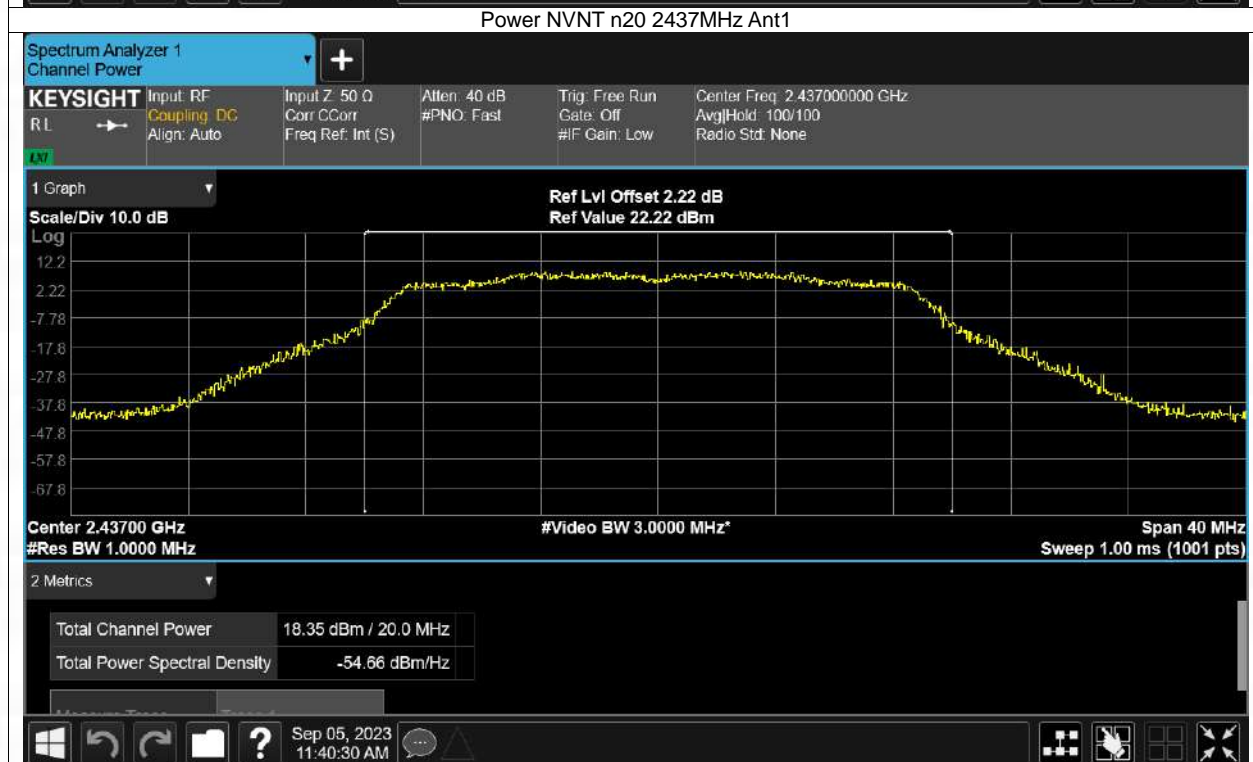 Power NVNT n20 2437MHz Ant1
Spectrum Analyzer 1
Channel Power
+
KEYSIGHT Input: RF Input Z: 50 Ω Atten: 40 dB Trig: Free Run Center Freq: 2.437000000 GHz
RL Coupling: DC Corr CCorr #PNO: Fast Gate: Off Avg|Hold: 100/100
Align: Auto Freq Ref: Int (S) #IF Gain: Low Radio Std: None
LXI
1 Graph Ref Lvl Offset 2.22 dB
Scale/Div 10.0 dB Ref Value 22.22 dBm
Log
12.2
2.22
-7.78
-17.8
-27.8
-37.8
-47.8
-57.8
-67.8
Center 2.43700 GHz #Video BW 3.0000 MHz* Span 40 MHz
#Res BW 1.0000 MHz Sweep 1.00 ms (1001 pts)
2 Metrics
Total Channel Power 18.35 dBm / 20.0 MHz
Total Power Spectral Density -54.66 dBm/Hz
? Sep 05, 2023
11:40:30 AM